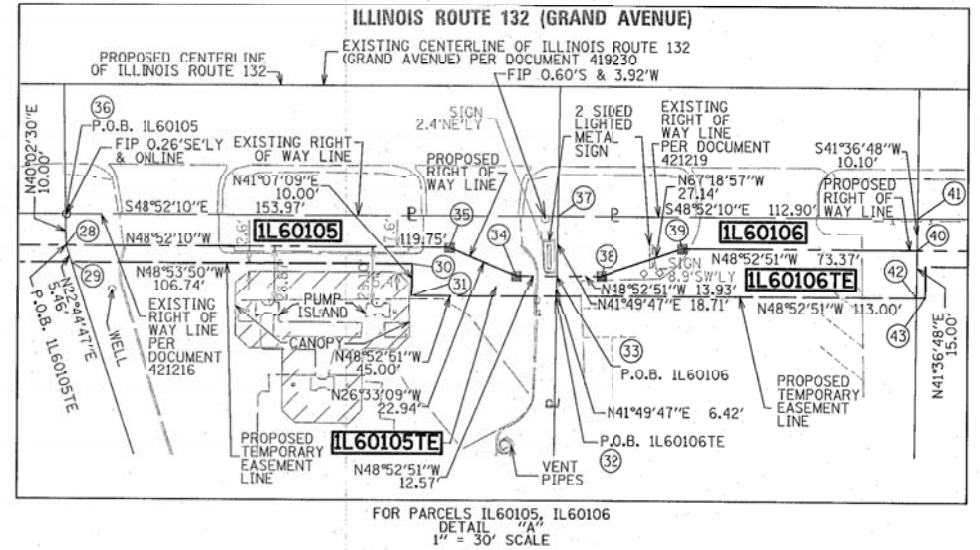 ILLINOIS ROUTE 132 (GRAND AVENUE)
PROPOSED CENTERLINE
OF ILLINOIS ROUTE 132
EXISTING CENTERLINE OF ILLINOIS ROUTE 132
(GRAND AVENUE) PER DOCUMENT 419230
FIP 0.60'S & 3.92'W
N40°02'30"E
10.00'
36
P.O.B. 1L60105
FIP 0.26'SE'LY
& ONLINE
EXISTING RIGHT
OF WAY LINE
SIGN
2.4'NE'LY
2 SIDED
LIGHTED
METAL
SIGN
EXISTING
RIGHT OF
WAY LINE
PER DOCUMENT
421219
S41°36'48"W
10.10'
N41°07'09"E
10.00'
153.97'
S48°52'10"E
PROPOSED
RIGHT OF
WAY LINE
N67°18'57"W
27.14'
S48°52'10"E 112.90'
PROPOSED
RIGHT OF
WAY LINE
41
28
1L60105
35
37
39
1L60106
40
N48°52'10"W
119.75'
34
38
N48°52'51"W 73.37'
42
29
N48°53'50"W
106.74'
30
31
SIGN
8.9'SW'LY
N18°52'51"W 13.93'
N41°49'47"E 18.71'
1L60106TE
N48°52'51"W 113.00'
43
N22°44'47"E
5.46'
P.O.B. 1L60105TE
WELL
EXISTING
RIGHT OF
WAY LINE
PER
DOCUMENT
421216
PUMP
ISLAND
CANOPY
N48°52'51"W
45.00'
N26°33'09"W
22.94'
33
P.O.B. 1L60106
N41°36'48"E
15.00'
PROPOSED
TEMPORARY
EASEMENT
LINE
1L60105TE
N48°52'51"W
12.57'
N41°49'47"E 6.42'
P.O.B. 1L60106TE
32
VENT
PIPES
PROPOSED
TEMPORARY
EASEMENT
LINE
FOR PARCELS IL60105, IL60106
DETAIL "A"
1" = 30' SCALE